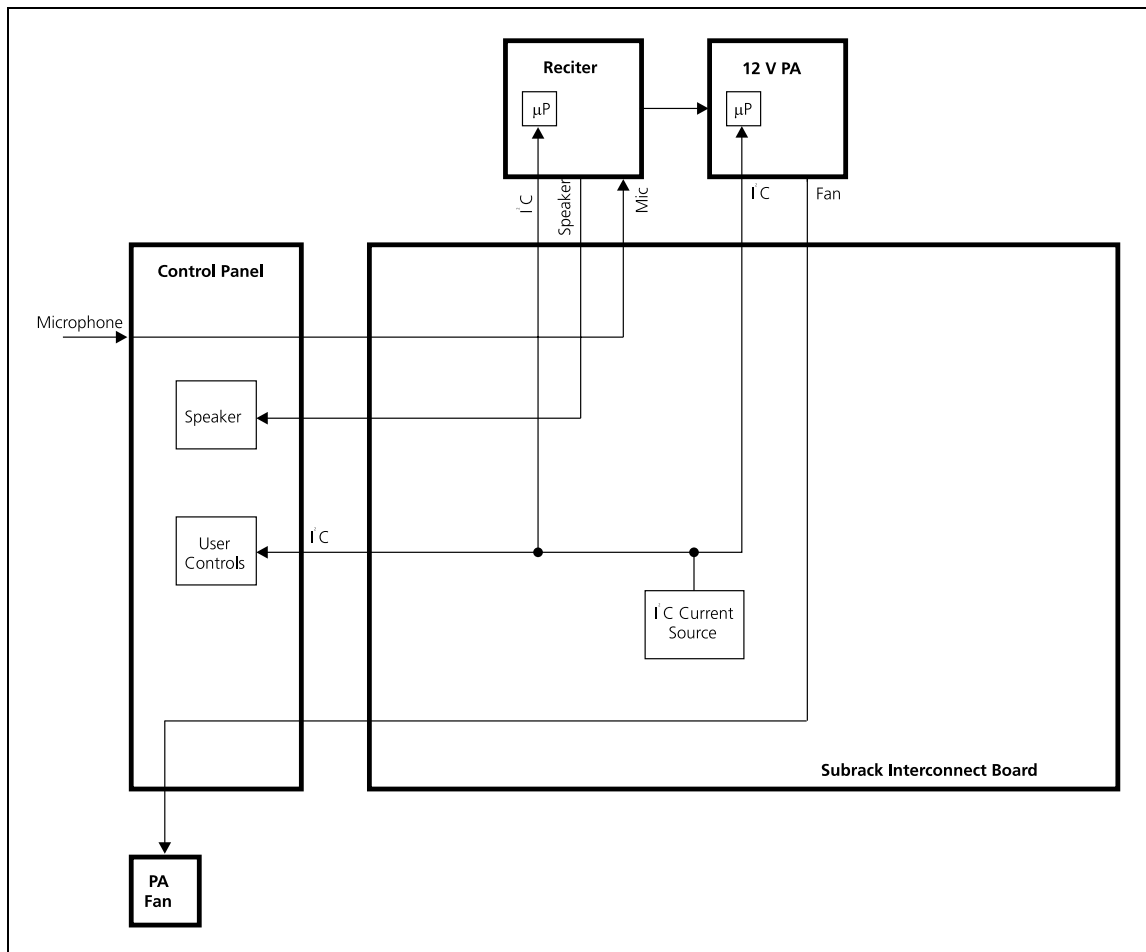 Reciter
12 V PA
µP
µP
I²C
Speaker
Mic
I²C
Fan
Control Panel
Microphone
Speaker
User
Controls
I²C
I²C Current
Source
Subrack Interconnect Board
PA
Fan